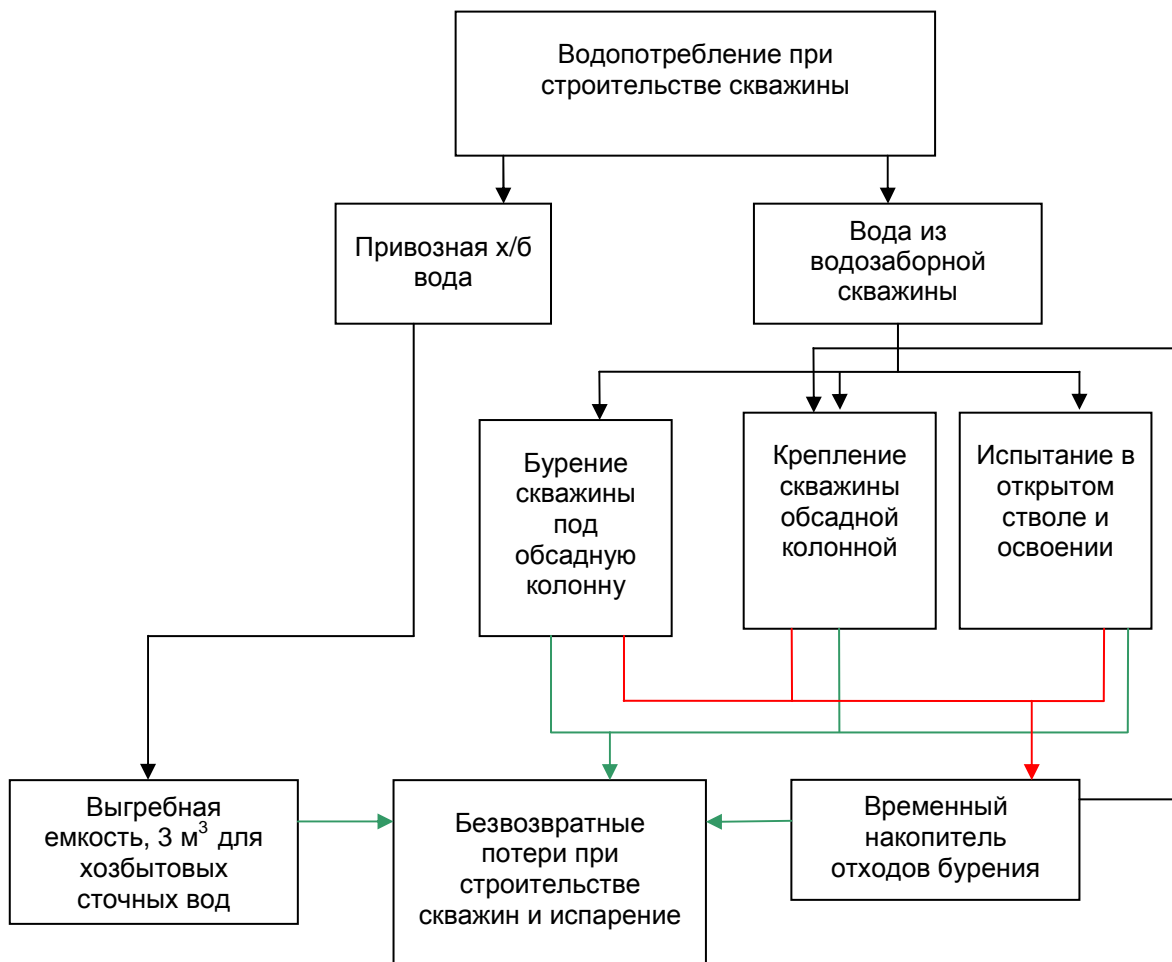 Водопотребление при
строительстве скважины
Привозная х/б
вода
Вода из
водозаборной
скважины
Бурение
скважины
под
обсадную
колонну
Крепление
скважины
обсадной
колонной
Испытание в
открытом
стволе и
освоении
Выгребная
емкость, 3 м³ для
хозбытовых
сточных вод
Безвозвратные
потери при
строительстве
скважин и испарение
Временный
накопитель
отходов бурения